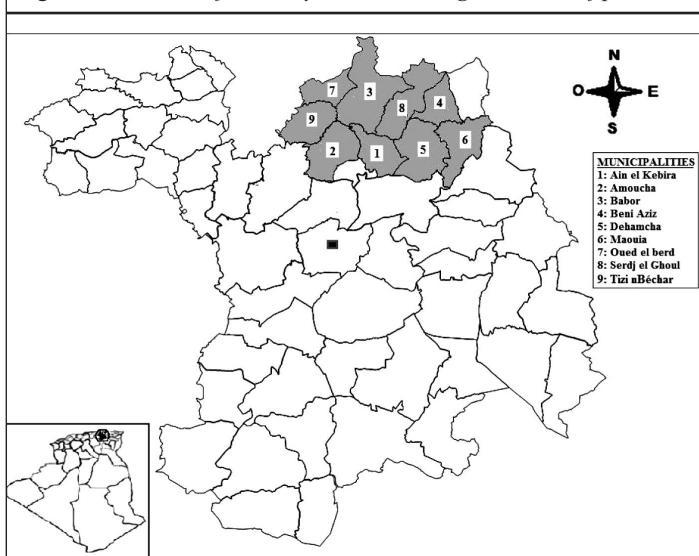 N
O E
S
7
3
8
4
9
2
1
5
6
MUNICIPALITIES
1: Ain el Kebira
2: Amoucha
3: Babor
4: Beni Aziz
5: Dehamcha
6: Maouia
7: Oued el berd
8: Serdj el Ghoul
9: Tizi nBéchar